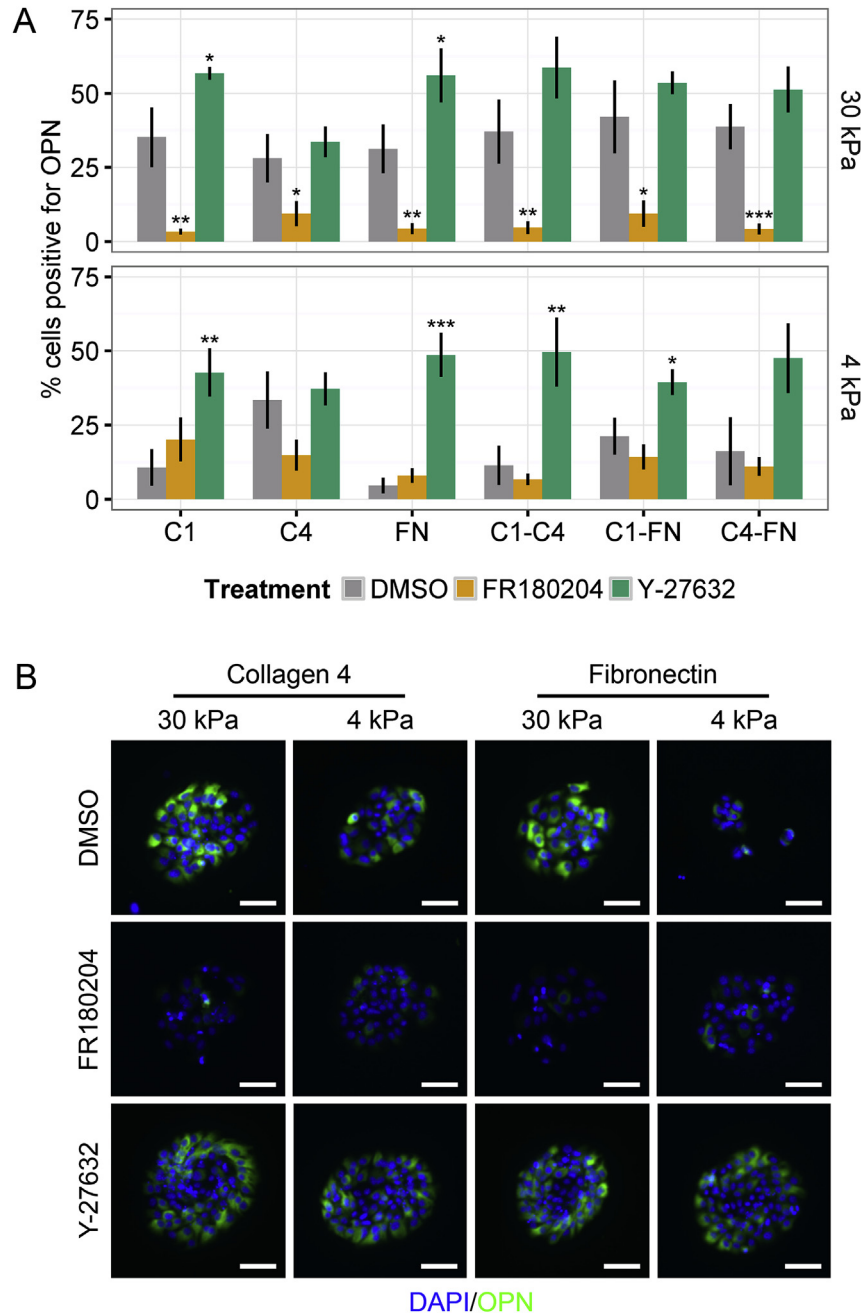 A
% cells positive for OPN
75
50
25
0
* ** * * * ** ** * ***
30 kPa
75
50
25
0
** *** ** *
4 kPa
C1 C4 FN C1-C4 C1-FN C4-FN
Treatment DMSO FR180204 Y-27632
B
Collagen 4 Fibronectin
30 kPa 4 kPa 30 kPa 4 kPa
DMSO
FR180204
Y-27632
DAPI/OPN